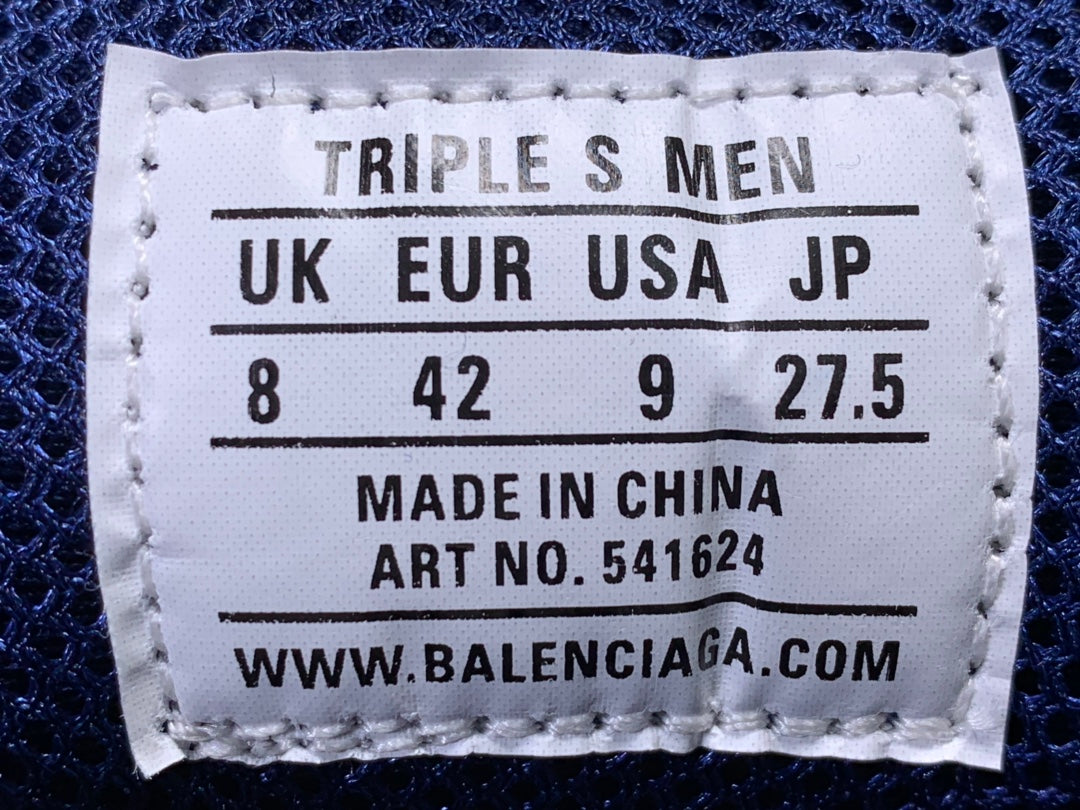 TRIPLE S MEN
UK EUR USA JP
8 42 9 27.5
MADE IN CHINA
ART NO. 541624
WWW.BALENCIAGA.COM